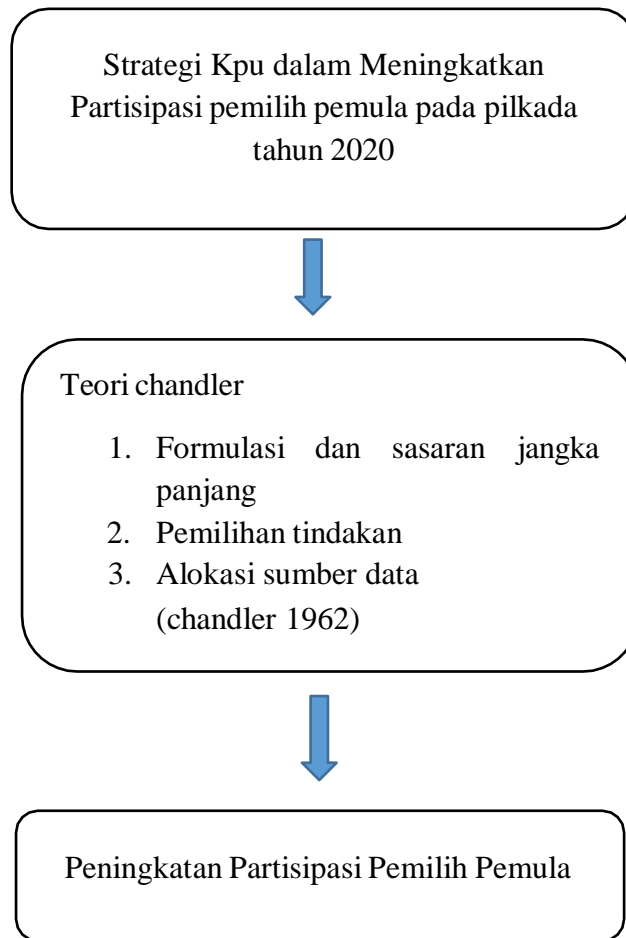 Strategi Kpu dalam Meningkatkan
Partisipasi pemilih pemula pada pilkada
tahun 2020
Teori chandler
1. Formulasi dan sasaran jangka
panjang
2. Pemilihan tindakan
3. Alokasi sumber data
(chandler 1962)
Peningkatan Partisipasi Pemilih Pemula